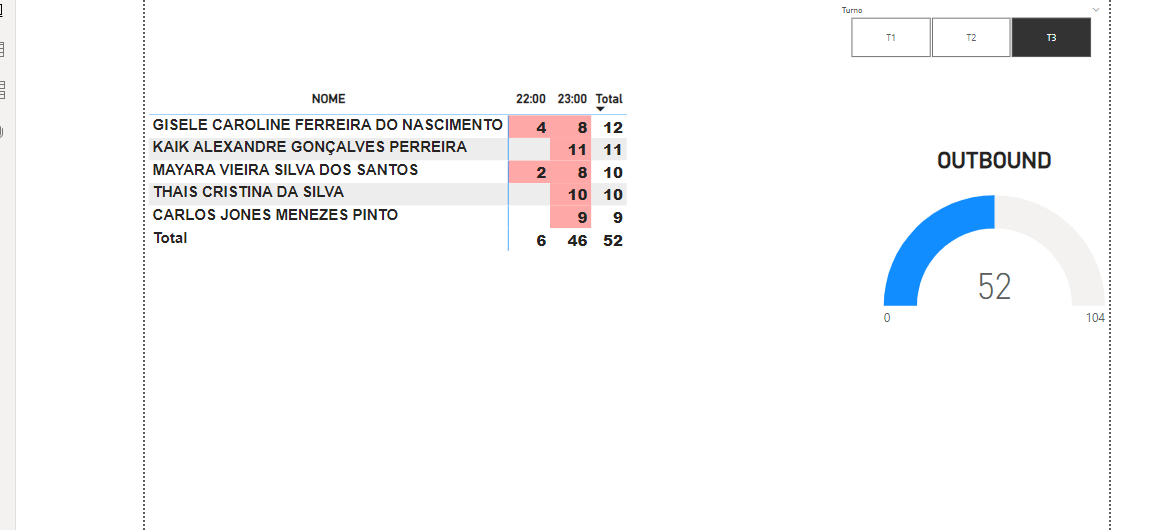 Turno
T1 T2 T3
NOME 22:00 23:00 Total
GISELE CAROLINE FERREIRA DO NASCIMENTO 4 8 12
KAIK ALEXANDRE GONÇALVES PERREIRA 11 11
MAYARA VIEIRA SILVA DOS SANTOS 2 8 10
THAIS CRISTINA DA SILVA 10 10
CARLOS JONES MENEZES PINTO 9 9
Total 6 46 52
OUTBOUND
52
0 104